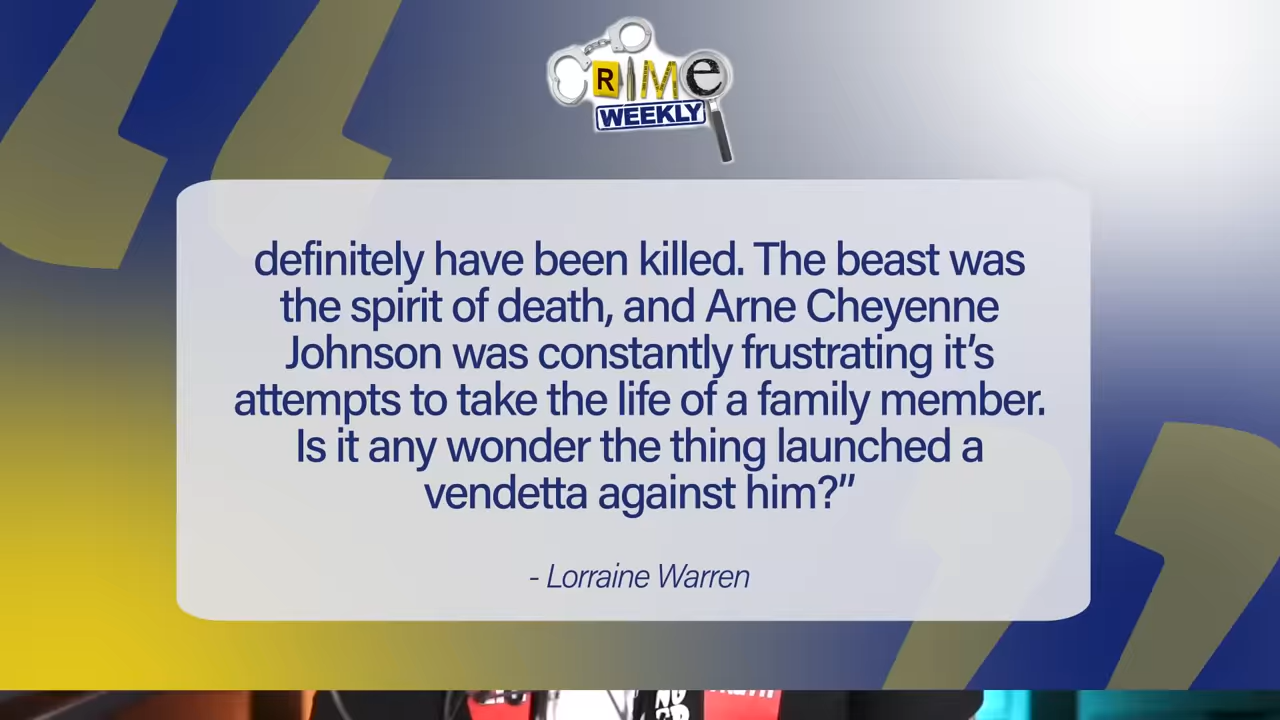 CRIMe
WEEKLY
definitely have been killed. The beast was
the spirit of death, and Arne Cheyenne
Johnson was constantly frustrating it’s
attempts to take the life of a family member.
Is it any wonder the thing launched a
vendetta against him?”
- Lorraine Warren